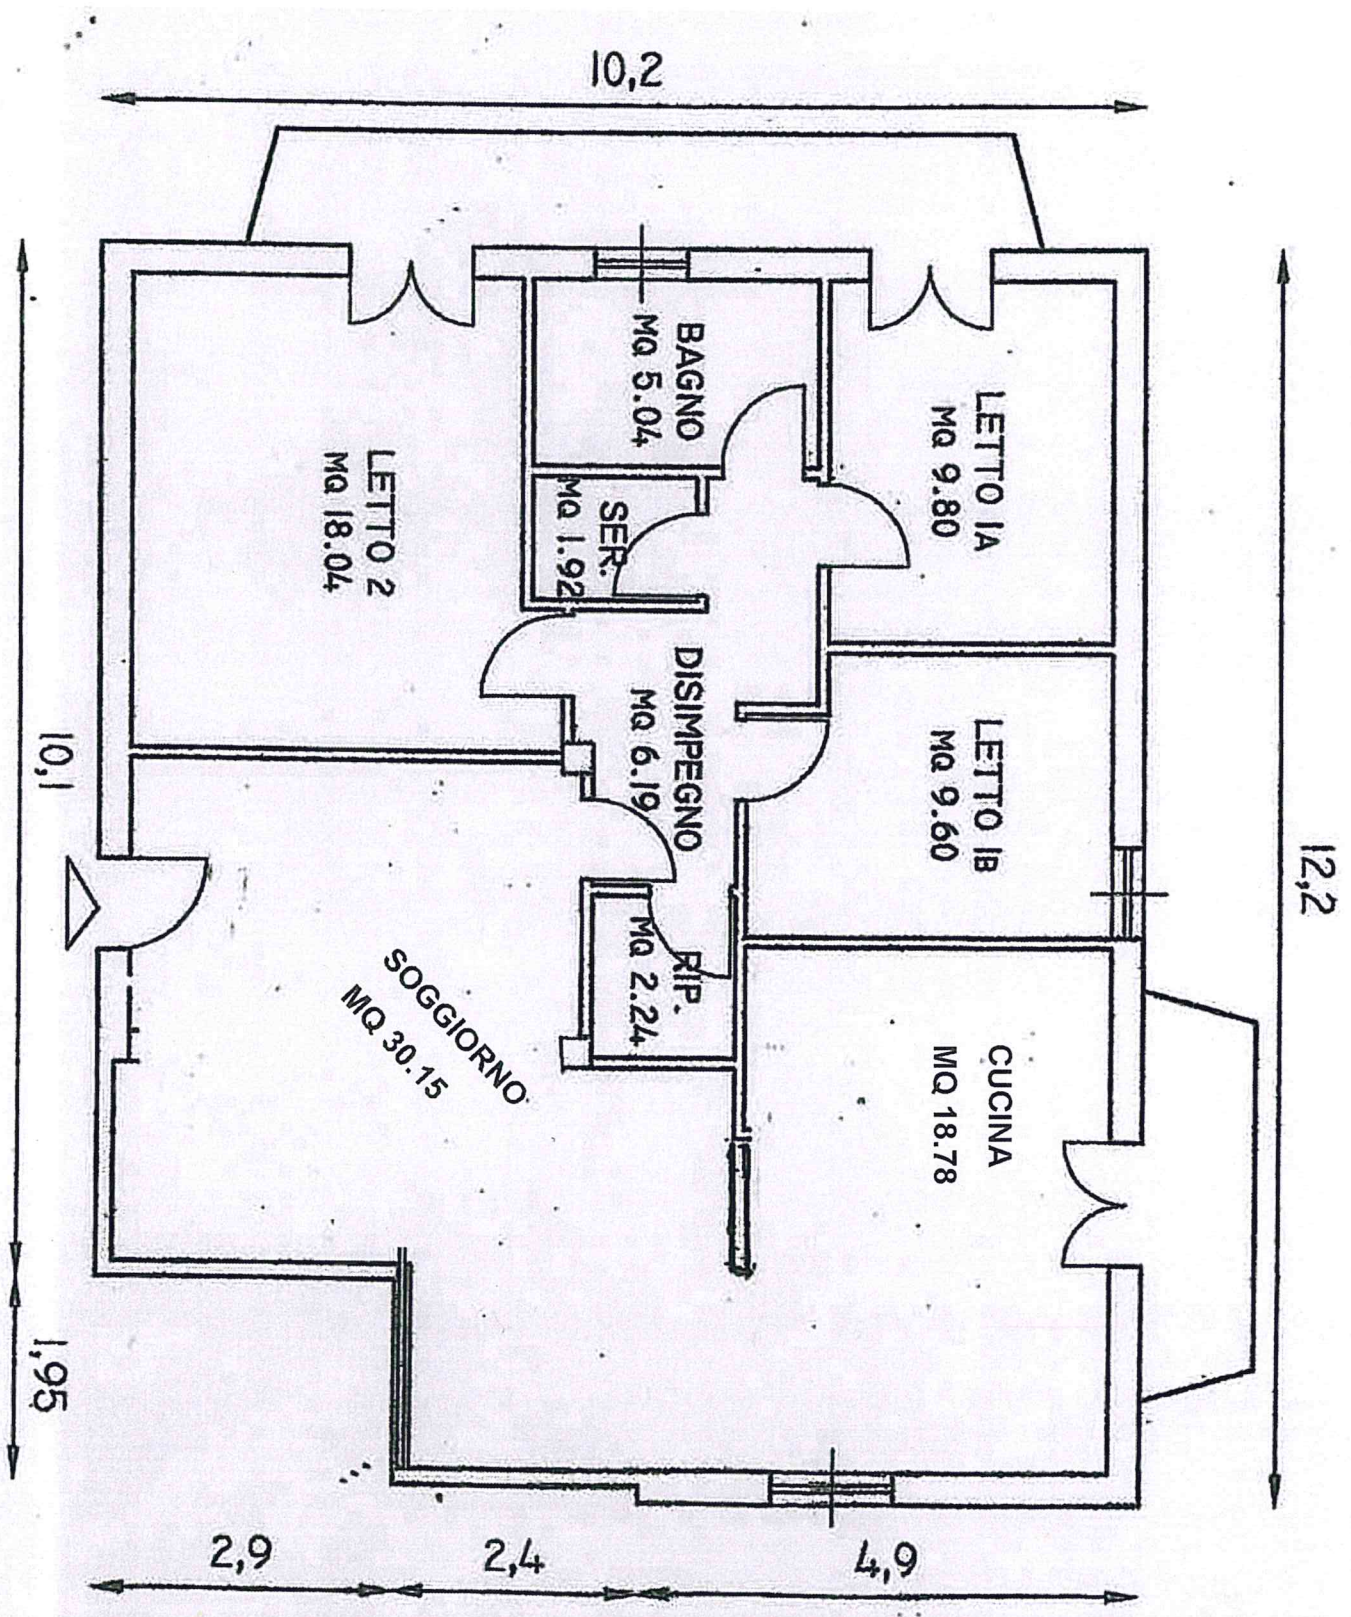 10,2
BAGNO
MQ 5.04
LETTO 1A
MQ 9.80
LETTO 2
MQ 18.04
SER.
MQ 1.92
DISIMPEGNO
MQ 6.19
LETTO 1B
MQ 9.60
10,1
12,2
RIP.
MQ 2.24
SOGGIORNO
MQ 30.15
CUCINA
MQ 18.78
1,95
2,9
2,4
4,9